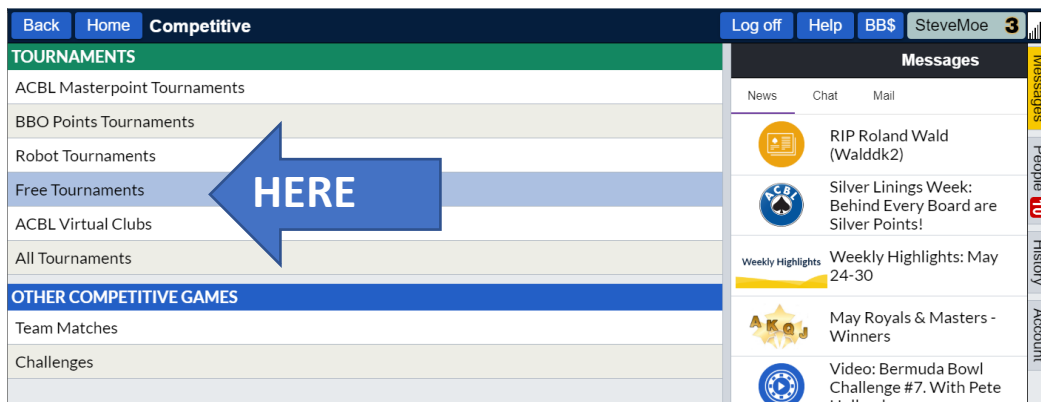 Back Home Competitive Log off Help BB$ SteveMoe 3
TOURNAMENTS
ACBL Masterpoint Tournaments
BBO Points Tournaments
Robot Tournaments
Free Tournaments
ACBL Virtual Clubs
All Tournaments
HERE
OTHER COMPETITIVE GAMES
Team Matches
Challenges
Messages
News Chat Mail
RIP Roland Wald
(Walddk2)
ACBL
Silver Linings Week:
Behind Every Board are
Silver Points!
Weekly Highlights
Weekly Highlights: May
24-30
A K Q J
May Royals & Masters -
Winners
Video: Bermuda Bowl
Challenge #7. With Pete
Messages
People 10
History
Account